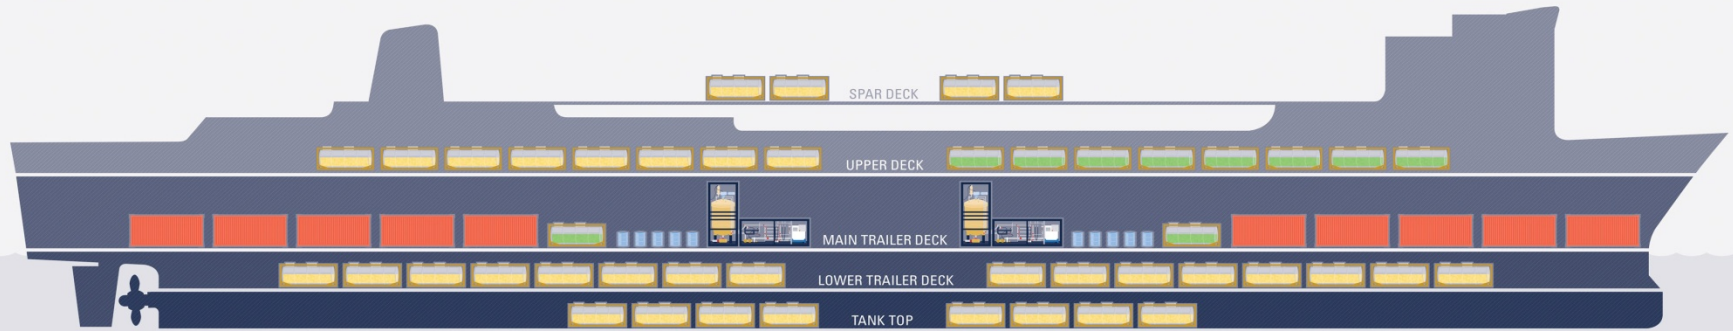 SPAR DECK
UPPER DECK
MAIN TRAILER DECK
LOWER TRAILER DECK
TANK TOP